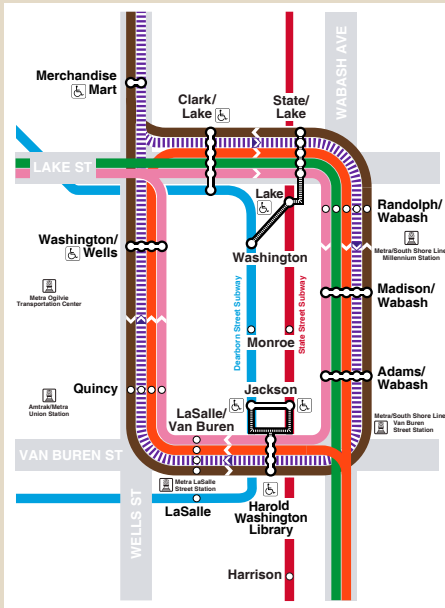 WABASH AVE
Merchandise
Mart
Clark/
Lake
State/
Lake
LAKE ST
Lake
Randolph/
Wabash
Washington/
Wells
Washington
Metra/South Shore Line
Millennium Station
Metra Ogilvie
Transportation Center
Dearborn Street Subway
State Street Subway
Madison/
Wabash
Monroe
Adams/
Wabash
Quincy
Jackson
Amtrak/Metra
Union Station
LaSalle/
Van Buren
Metra/South Shore Line
Van Buren
Street Station
VAN BUREN ST
Metra LaSalle
Street Station
LaSalle
Harold
Washington
Library
WELLS ST
Harrison